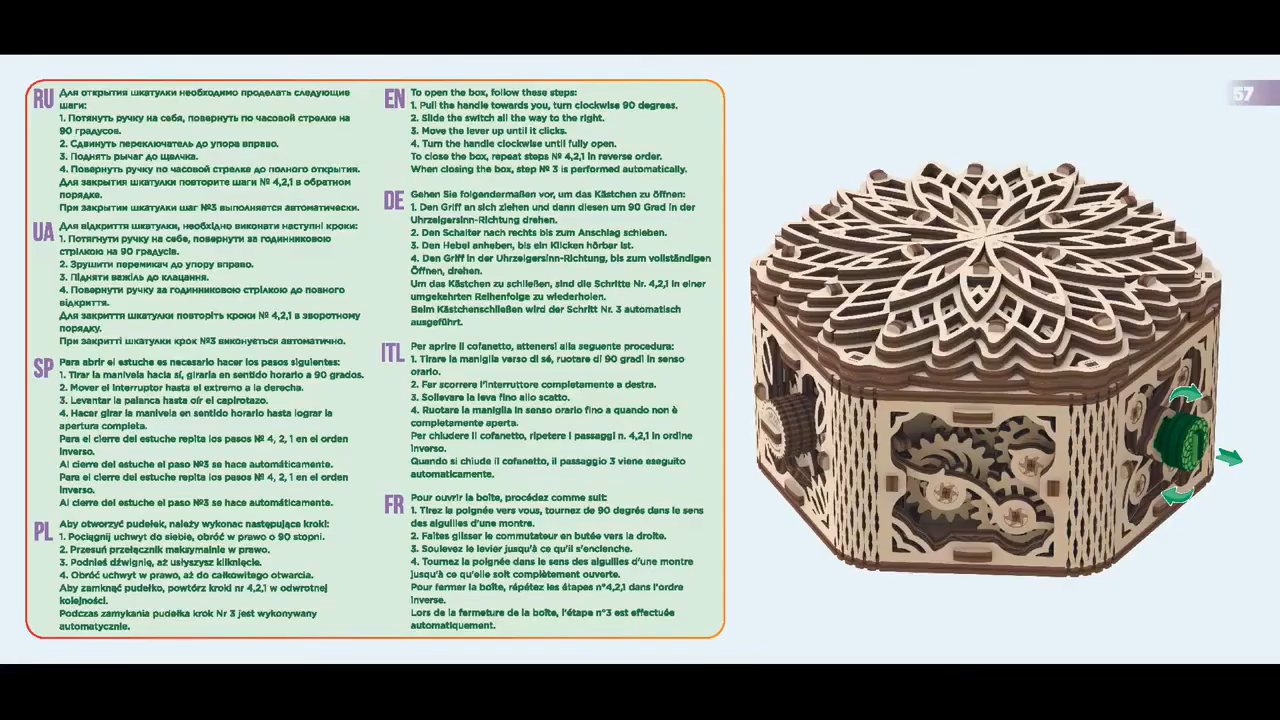 RU
Для открытия шкатулки необходимо проделать следующие
шаги:
1. Потянуть ручку на себя, повернуть по часовой стрелке на
90 градусов.
2. Сдвинуть переключатель до упора вправо.
3. Поднять рычаг до щелчка.
4. Повернуть ручку по часовой стрелке до полного открытия.
Для закрытия шкатулки повторите шаги № 4,2,1 в обратном
порядке.
При закрытии шкатулки шаг №3 выполняется автоматически.
UA
Для відкриття шкатулки, необхідно виконати наступні кроки:
1. Потягнути ручку на себе, повернути за годинниковою
стрілкою на 90 градусів.
2. Зрушити перемикач до упору вправо.
3. Підняти важіль до клацання.
4. Повернути ручку за годинниковою стрілкою до повного
відкриття.
Для закриття шкатулки повторіть кроки № 4,2,1 в зворотному
порядку.
При закритті шкатулки крок №3 виконується автоматично.
SP
Para abrir el estuche es necesario hacer los pasos siguientes:
1. Tirar la manivela hacia sí, girarla en sentido horario a 90 grados.
2. Mover el interruptor hasta el extremo a la derecha.
3. Levantar la palanca hasta oír el capirotazo.
4. Hacer girar la manivela en sentido horario hasta lograr la
apertura completa.
Para el cierre del estuche repita los pasos № 4, 2, 1 en el orden
inverso.
Al cierre del estuche el paso №3 se hace automáticamente.
Para el cierre del estuche repita los pasos № 4, 2, 1 en el orden
inverso.
Al cierre del estuche el paso №3 se hace automáticamente.
PL
Aby otworzyć pudełek, należy wykonac następująca kroki:
1. Pociągnij uchwyt do siebie, obróć w prawo o 90 stopni.
2. Przesuń przełącznik maksymalnie w prawo.
3. Podnieś dźwignię, aż usłyszysz kliknięcie.
4. Obróć uchwyt w prawo, aż do całkowitego otwarcia.
Aby zamknąć pudełko, powtórz kroki nr 4,2,1 w odwrotnej
kolejności.
Podczas zamykania pudełka krok Nr 3 jest wykonywany
automatycznie.
EN
To open the box, follow these steps:
1. Pull the handle towards you, turn clockwise 90 degrees.
2. Slide the switch all the way to the right.
3. Move the lever up until it clicks.
4. Turn the handle clockwise until fully open.
To close the box, repeat steps № 4,2,1 in reverse order.
When closing the box, step № 3 is performed automatically.
DE
Gehen Sie folgendermaßen vor, um das Kästchen zu öffnen:
1. Den Griff an sich ziehen und dann diesen um 90 Grad in der
Uhrzeigersinn-Richtung drehen.
2. Den Schalter nach rechts bis zum Anschlag schieben.
3. Den Hebel anheben, bis ein Klicken hörbar ist.
4. Den Griff in der Uhrzeigersinn-Richtung, bis zum vollständigen
Öffnen, drehen.
Um das Kästchen zu schließen, sind die Schritte Nr. 4,2,1 in einer
umgekehrten Reihenfolge zu wiederholen.
Beim Kästchenschließen wird der Schritt Nr. 3 automatisch
ausgeführt.
ITL
Per aprire il cofanetto, attenersi alla seguente procedura:
1. Tirare la maniglia verso di sé, ruotare di 90 gradi in senso
orario.
2. Far scorrere l'interruttore completamente a destra.
3. Sollevare la leva fino allo scatto.
4. Ruotare la maniglia in senso orario fino a quando non è
completamente aperta.
Per chiudere il cofanetto, ripetere i passaggi n. 4,2,1 in ordine
inverso.
Quando si chiude il cofanetto, il passaggio 3 viene eseguito
automaticamente.
FR
Pour ouvrir la boîte, procédez comme suit:
1. Tirez la poignée vers vous, tournez de 90 degrés dans le sens
des aiguilles d'une montre.
2. Faites glisser le commutateur en butée vers la droite.
3. Soulevez le levier jusqu'à ce qu'il s'enclenche.
4. Tournez la poignée dans le sens des aiguilles d'une montre
jusqu'à ce qu'elle soit complètement ouverte.
Pour fermer la boîte, répétez les étapes n°4,2,1 dans l'ordre
inverse.
Lors de la fermeture de la boîte, l'étape n°3 est effectuée
automatiquement.
57